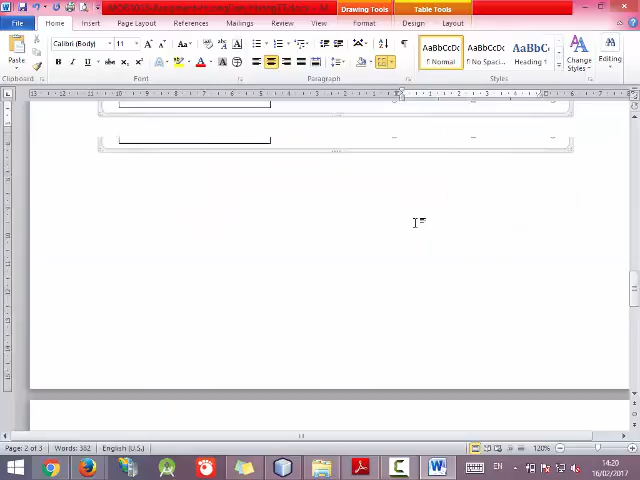 Drawing Tools
Table Tools
File
Home
Insert
Page Layout
References
Mailings
Review
View
Format
Design
Layout
Calibri (Body)
11
Paste
Clipboard
Font
Paragraph
AaBbCcDc
¶ Normal
AaBbCcDc
¶ No Spaci...
AaBbC
Heading 1
Change
Styles
Styles
Editing
Page: 2 of 3
Words: 382
English (U.S.)
120%
EN
14:20
16/02/2017